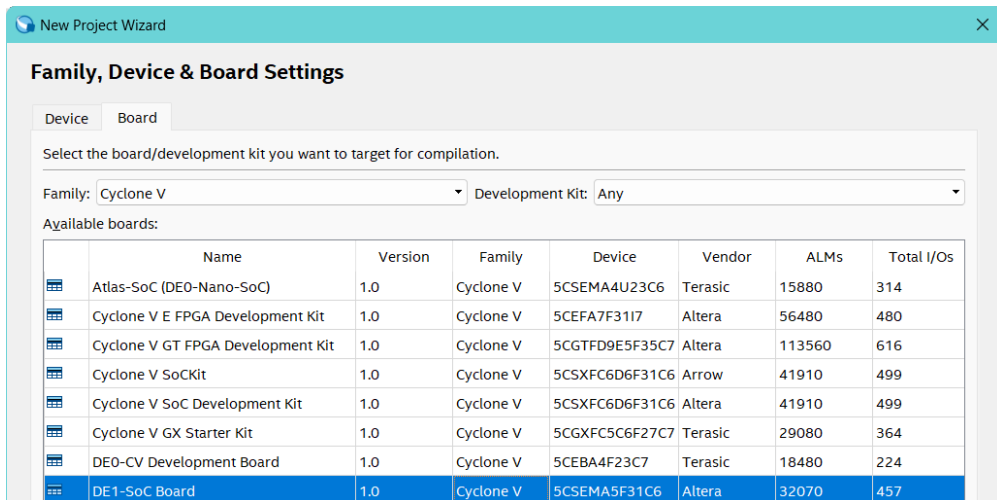 New Project Wizard
Family, Device & Board Settings
Device Board
Select the board/development kit you want to target for compilation.
Family: Cyclone V Development Kit: Any
Available boards:
Name Version Family Device Vendor ALMs Total I/Os
Atlas-SoC (DE0-Nano-SoC) 1.0 Cyclone V 5CSEMA4U23C6 Terasic 15880 314
Cyclone V E FPGA Development Kit 1.0 Cyclone V 5CEFA7F31I7 Altera 56480 480
Cyclone V GT FPGA Development Kit 1.0 Cyclone V 5CGTFD9E5F35C7 Altera 113560 616
Cyclone V SoCKit 1.0 Cyclone V 5CSXFC6D6F31C6 Arrow 41910 499
Cyclone V SoC Development Kit 1.0 Cyclone V 5CSXFC6D6F31C6 Altera 41910 499
Cyclone V GX Starter Kit 1.0 Cyclone V 5CGXFC5C6F27C7 Terasic 29080 364
DE0-CV Development Board 1.0 Cyclone V 5CEBA4F23C7 Terasic 18480 224
DE1-SoC Board 1.0 Cyclone V 5CSEMA5F31C6 Altera 32070 457